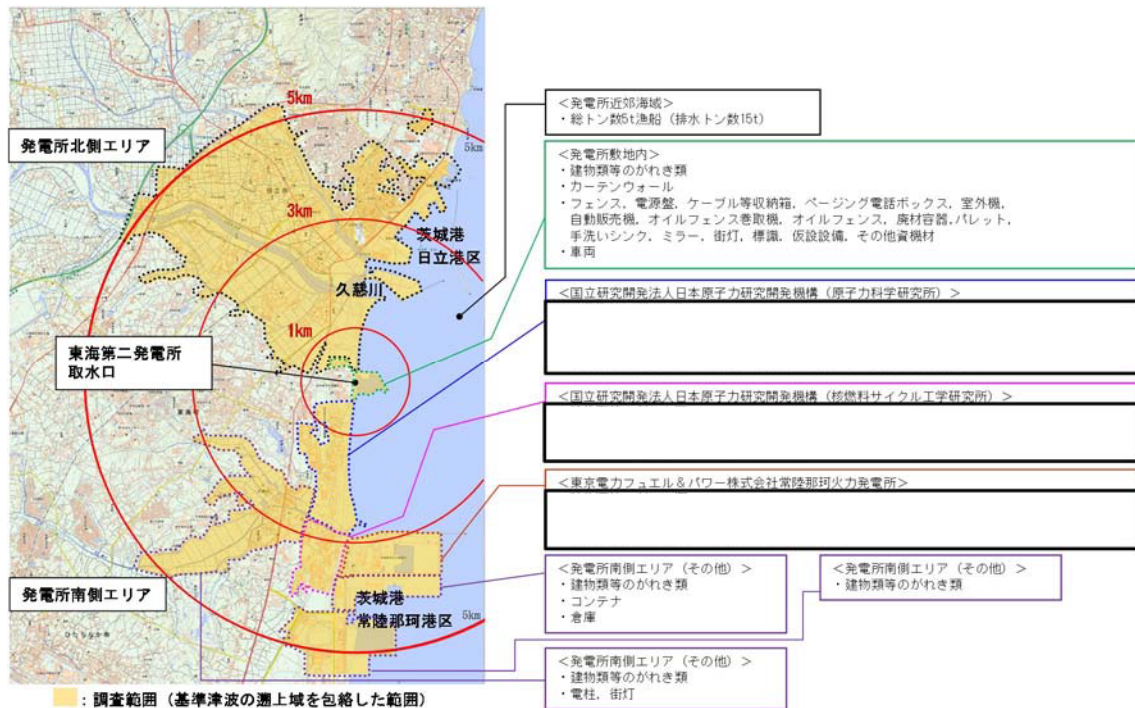 5km
発電所北側エリア
5km
3km
茨城港
日立港区
久慈川
1km
東海第二発電所
取水口
発電所南側エリア
茨城港
常陸那珂港区
5km
：調査範囲（基準津波の遡上域を包絡した範囲）
＜発電所近郊海域＞
・総トン数5t漁船（排水トン数15t）
＜発電所敷地内＞
・建物類等のがれき類
・カーテンウォール
・フェンス，電源盤，ケーブル等収納箱，ページング電話ボックス，室外機，
自動販売機，オイルフェンス巻取機，オイルフェンス，廃材容器，パレット，
手洗いシンク，ミラー，街灯，標識，仮設設備，その他資機材
・車両
＜国立研究開発法人日本原子力研究開発機構（原子力科学研究所）＞
＜国立研究開発法人日本原子力研究開発機構（核燃料サイクル工学研究所）＞
＜東京電力フュエル＆パワー株式会社常陸那珂火力発電所＞
＜発電所南側エリア（その他）＞
・建物類等のがれき類
・コンテナ
・倉庫
＜発電所南側エリア（その他）＞
・建物類等のがれき類
＜発電所南側エリア（その他）＞
・建物類等のがれき類
・電柱，街灯